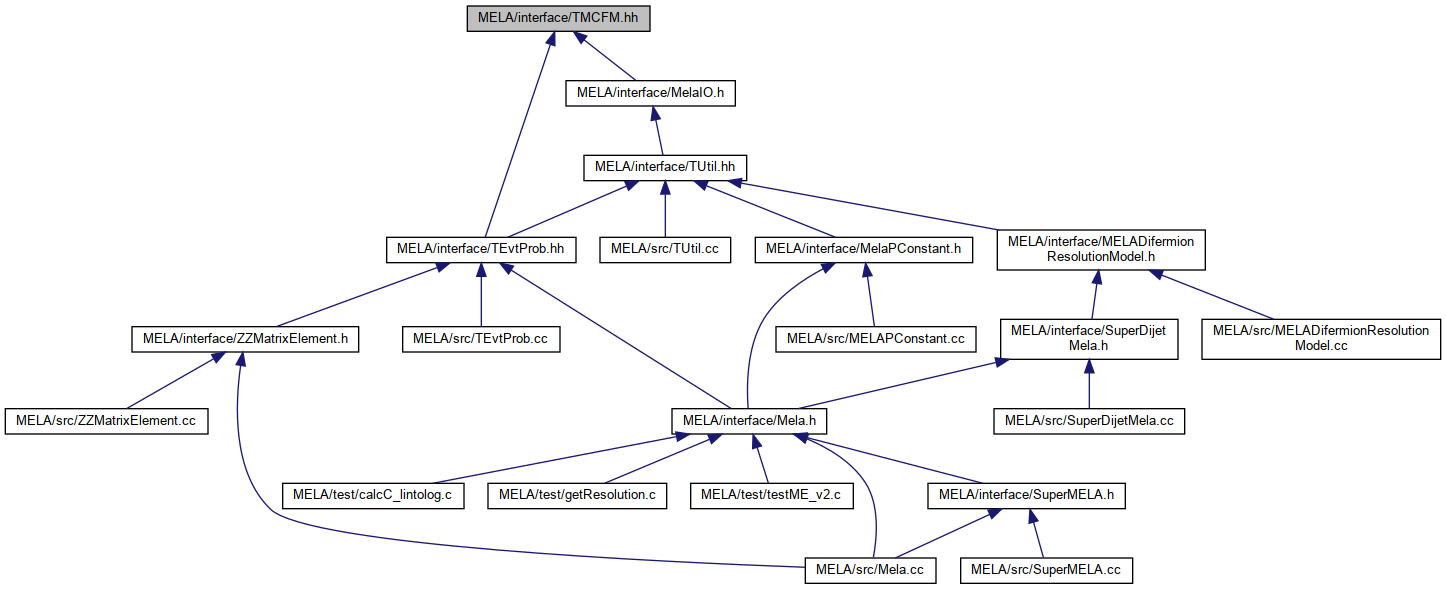 MELA/interface/TMCFM.hh
MELA/interface/MelaIO.h
MELA/interface/TUtil.hh
MELA/interface/TEvtProb.hh
MELA/src/TUtil.cc
MELA/interface/MelaPConstant.h
MELA/interface/MELADifermion
ResolutionModel.h
MELA/interface/ZZMatrixElement.h
MELA/src/TEvtProb.cc
MELA/src/MELAPConstant.cc
MELA/interface/SuperDijet
Mela.h
MELA/src/MELADifermionResolution
Model.cc
MELA/src/ZZMatrixElement.cc
MELA/interface/Mela.h
MELA/src/SuperDijetMela.cc
MELA/test/calcC_lintolog.c
MELA/test/getResolution.c
MELA/test/testME_v2.c
MELA/interface/SuperMELA.h
MELA/src/Mela.cc
MELA/src/SuperMELA.cc